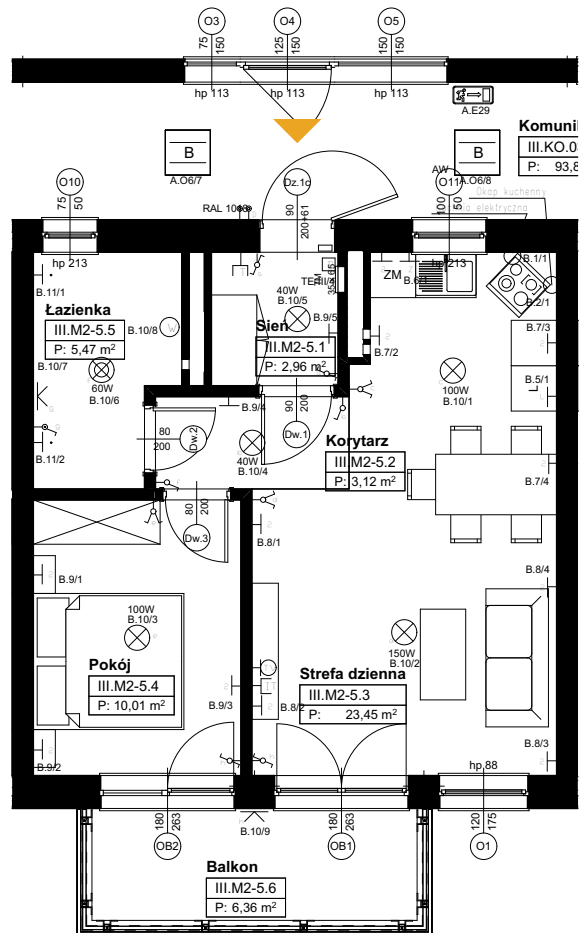 O3
O4
O5
75
150
125
150
150
150
hp 113
hp 113
hp 113
A.E29
B
A.O6/7
B
A.O6/8
III.KO.0
P: 93,8
AW
Okap kuchenny
elektryczna
O10
75
50
Dz.1c
90
200+61
O11
100
50
hp 213
hp 213
Łazienka
III.M2-5.5
P: 5,47 m²
B.11/1
B.10/8
W
B.10/7
60W
B.10/6
B.11/2
40W
B.10/5
B.9/5
Sień
III.M2-5.1
P: 2,96 m²
ZM
B.6/1
B.1/1
B.2/1
B.7/3
B.7/2
B.5/1
L
100W
B.10/1
B.9/4
90
200
Dw.1
80
200
Dw.2
40W
B.10/4
Korytarz
III.M2-5.2
P: 3,12 m²
B.7/4
80
200
Dw.3
B.8/1
B.8/4
B.9/1
100W
B.10/3
Pokój
III.M2-5.4
P: 10,01 m²
B.9/3
B.9/2
150W
B.10/2
Strefa dzienna
III.M2-5.3
P: 23,45 m²
B.8/2
B.8/3
hp 88
180
263
OB2
B.10/9
180
263
OB1
120
175
O1
Balkon
III.M2-5.6
P: 6,36 m²